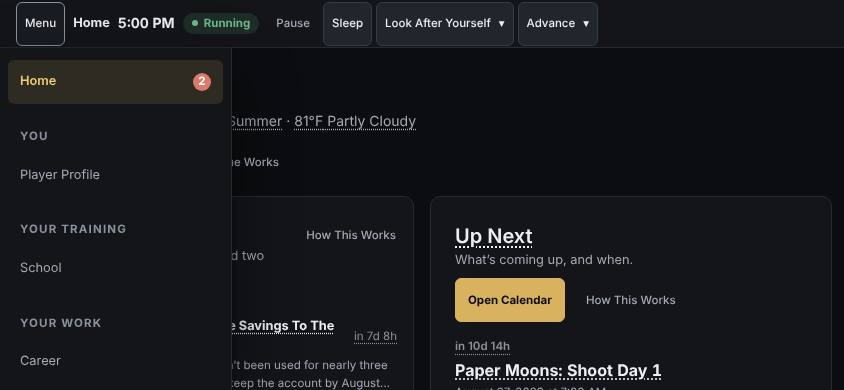 Menu Home 5:00 PM Running Pause Sleep Look After Yourself ▾ Advance ▾
Home 2
YOU
Player Profile
YOUR TRAINING
School
YOUR WORK
Career
Summer · 81°F Partly Cloudy
Works
How This Works
two
Savings To The
in 7d 8h
been used for nearly three
keep the account by August...
Up Next
What's coming up, and when.
Open Calendar How This Works
in 10d 14h
Paper Moons: Shoot Day 1